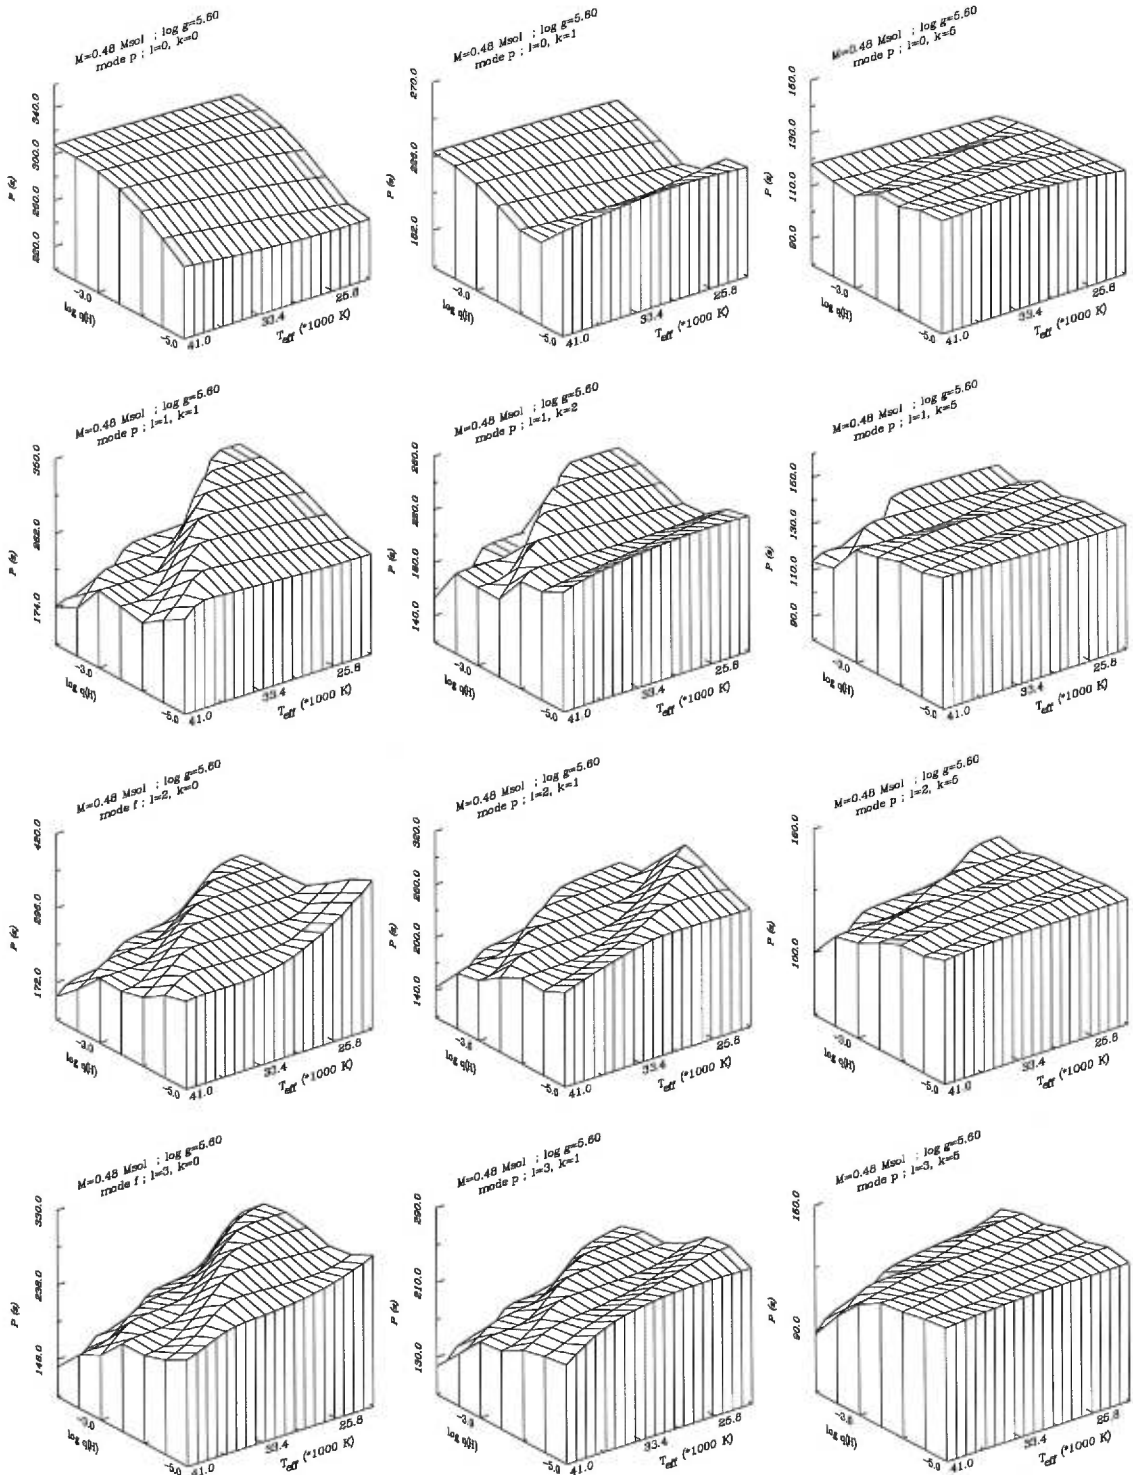 M=0.48 Msol ; log g=5.60
mode p ; l=0, k=0
340.0
300.0
260.0
220.0
P (s)
-3.0
log q(H)
-5.0
41.0
33.4
25.8
Teff (*1000 K)
M=0.48 Msol ; log g=5.60
mode p ; l=0, k=1
270.0
226.0
182.0
P (s)
-3.0
log q(H)
-5.0
41.0
33.4
25.8
Teff (*1000 K)
M=0.48 Msol ; log g=5.60
mode p ; l=0, k=5
150.0
130.0
110.0
90.0
P (s)
-3.0
log q(H)
-5.0
41.0
33.4
25.8
Teff (*1000 K)
M=0.48 Msol ; log g=5.60
mode p ; l=1, k=1
350.0
262.0
174.0
P (s)
-3.0
log q(H)
-5.0
41.0
33.4
25.8
Teff (*1000 K)
M=0.48 Msol ; log g=5.60
mode p ; l=1, k=2
260.0
220.0
180.0
140.0
P (s)
-3.0
log q(H)
-5.0
41.0
33.4
25.8
Teff (*1000 K)
M=0.48 Msol ; log g=5.60
mode p ; l=1, k=5
150.0
130.0
110.0
90.0
P (s)
-3.0
log q(H)
-5.0
41.0
33.4
25.8
Teff (*1000 K)
M=0.48 Msol ; log g=5.60
mode f ; l=2, k=0
420.0
296.0
172.0
P (s)
-3.0
log q(H)
-5.0
41.0
33.4
25.8
Teff (*1000 K)
M=0.48 Msol ; log g=5.60
mode p ; l=2, k=1
320.0
260.0
200.0
140.0
P (s)
-3.0
log q(H)
-5.0
41.0
33.4
25.8
Teff (*1000 K)
M=0.48 Msol ; log g=5.60
mode p ; l=2, k=5
100.0
P (s)
-3.0
log q(H)
-5.0
41.0
33.4
25.8
Teff (*1000 K)
M=0.48 Msol ; log g=5.60
mode f ; l=3, k=0
330.0
238.0
146.0
P (s)
-3.0
log q(H)
-5.0
41.0
33.4
25.8
Teff (*1000 K)
M=0.48 Msol ; log g=5.60
mode p ; l=3, k=1
290.0
210.0
130.0
P (s)
-3.0
log q(H)
-5.0
41.0
33.4
25.8
Teff (*1000 K)
M=0.48 Msol ; log g=5.60
mode p ; l=3, k=5
150.0
90.0
P (s)
-3.0
log q(H)
-5.0
41.0
33.4
25.8
Teff (*1000 K)